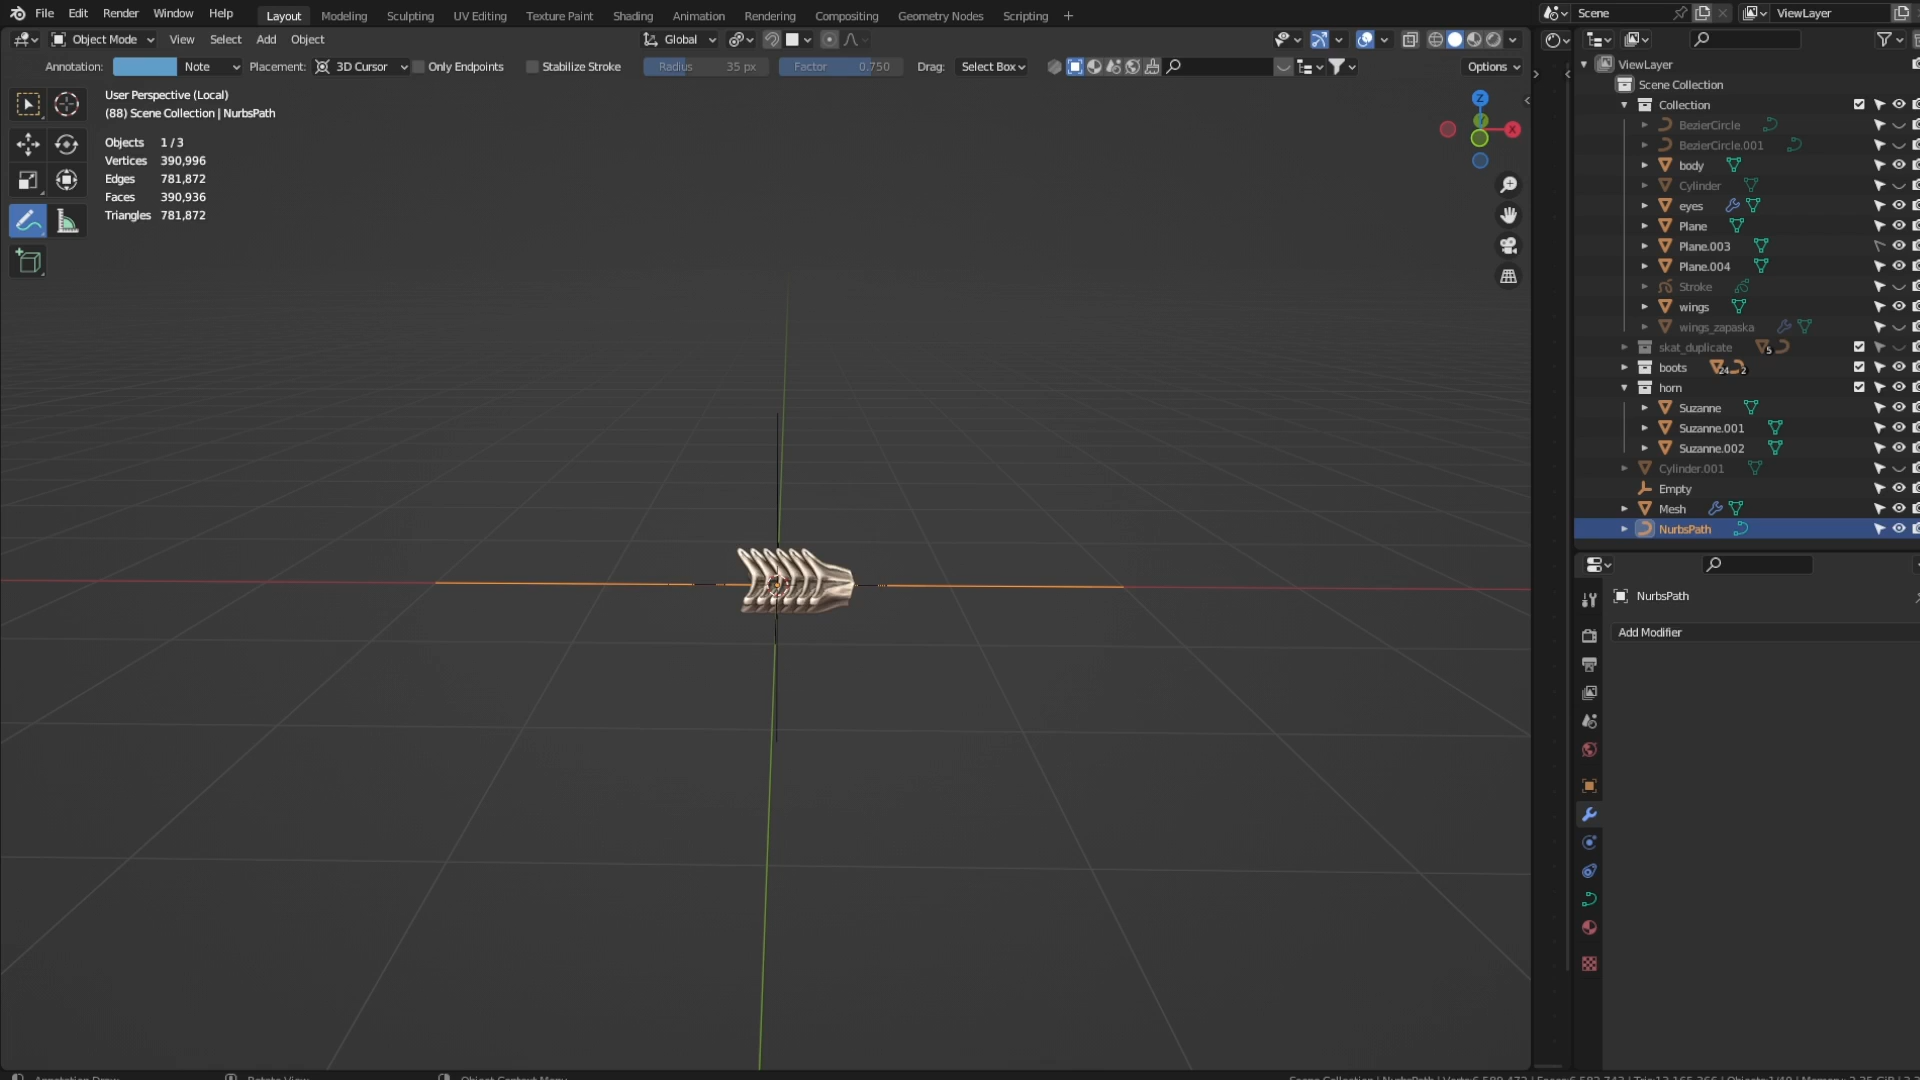 File Edit Render Window Help Layout Modeling Sculpting UV Editing Texture Paint Shading Animation Rendering Compositing Geometry Nodes Scripting + Scene ViewLayer
Object Mode View Select Add Object Global
Annotation: Note Placement: 3D Cursor Only Endpoints Stabilize Stroke Radius 35 px Factor 0.750 Drag: Select Box Options
User Perspective (Local)
(88) Scene Collection | NurbsPath
Objects 1/3
Vertices 390,996
Edges 781,872
Faces 390,936
Triangles 781,872
Z
X
ViewLayer
Scene Collection
Collection
BezierCircle
BezierCircle.001
body
Cylinder
eyes
Plane
Plane.003
Plane.004
Stroke
wings
wings_zapaska
skat_duplicate 5
boots 24 2
horn
Suzanne
Suzanne.001
Suzanne.002
Cylinder.001
Empty
Mesh
NurbsPath
NurbsPath
Add Modifier